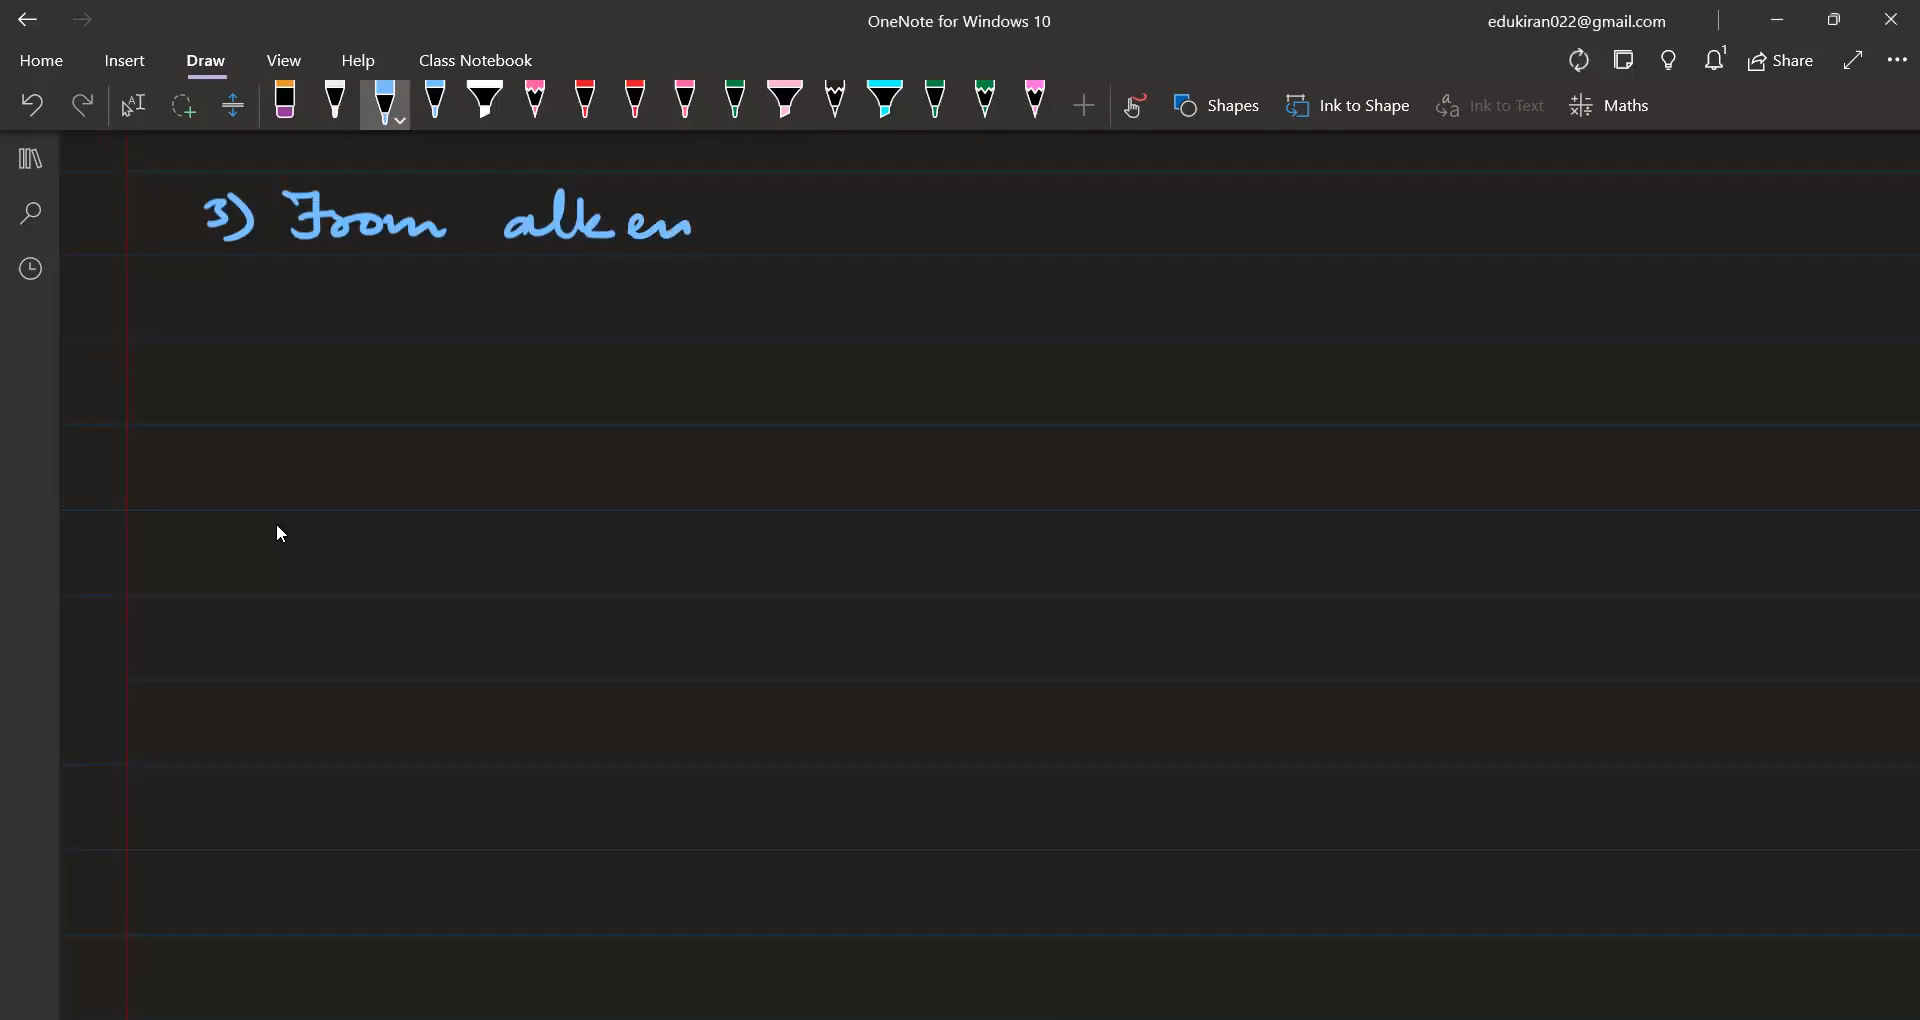 OneNote for Windows 10
edukiran022@gmail.com
Home Insert Draw View Help Class Notebook
1 Share
Shapes Ink to Shape Ink to Text Maths
3) From alken